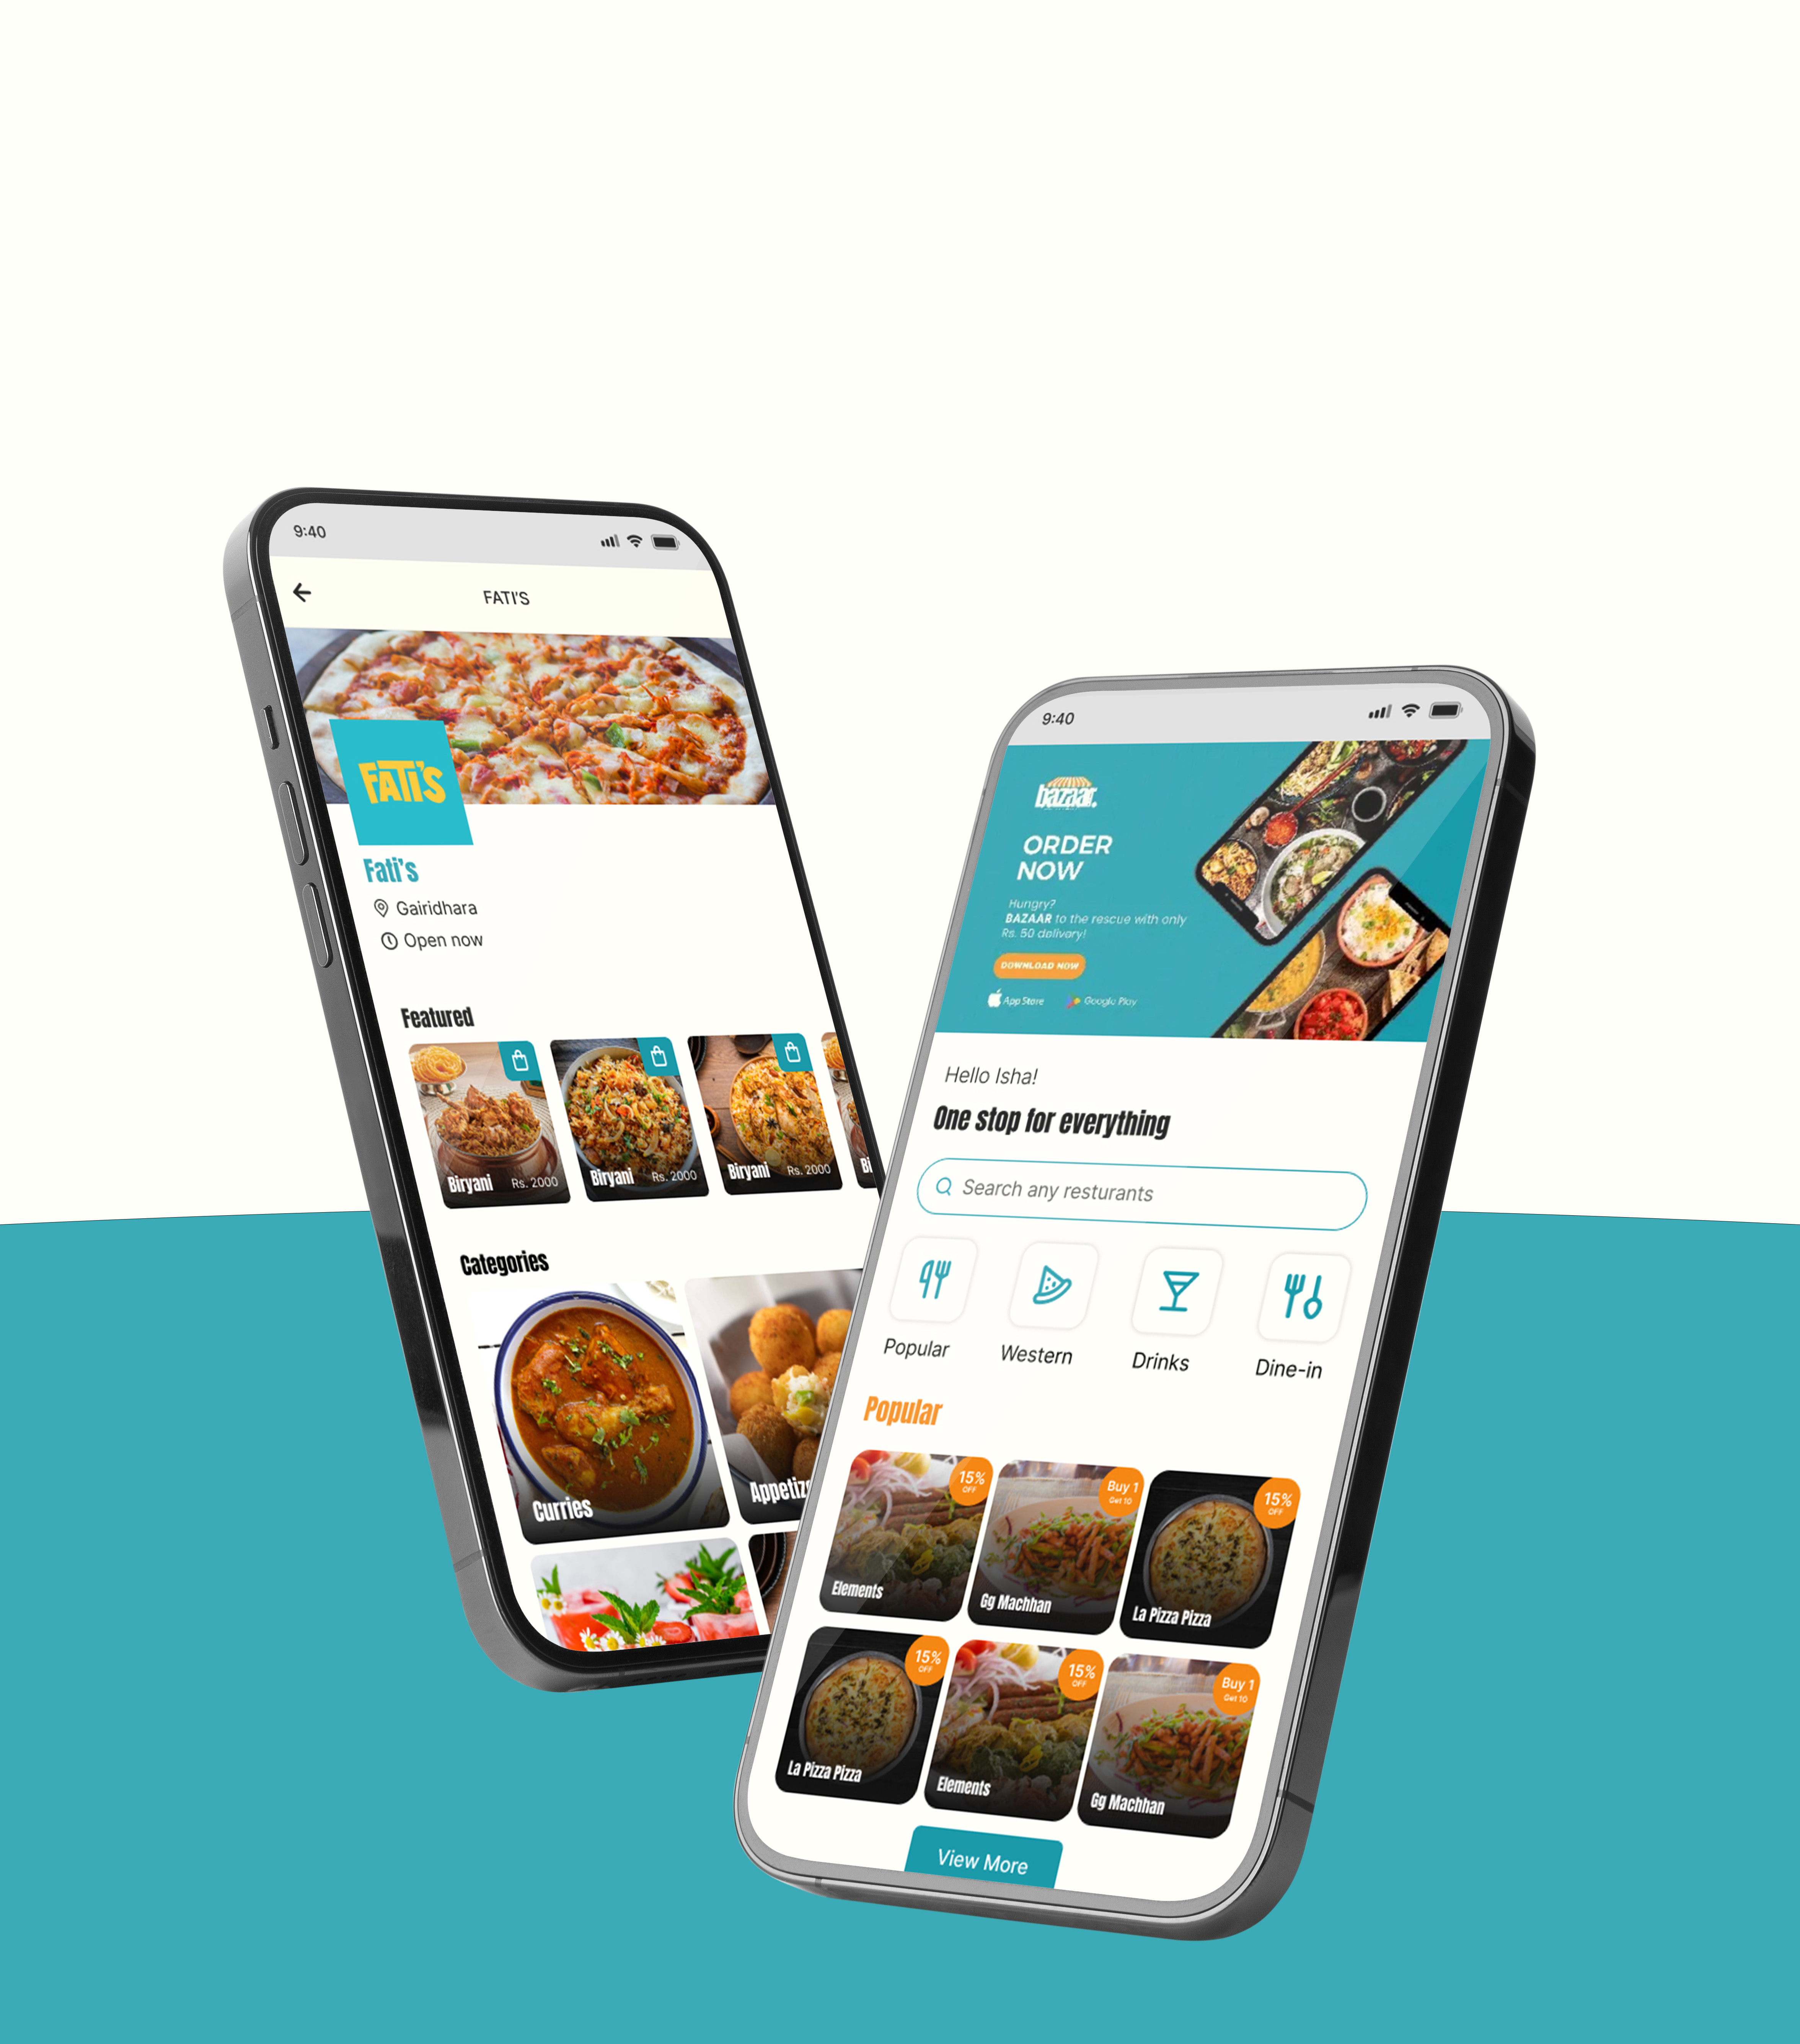 9:40
FATI'S
FATI'S
Fati's
Gairidhara
Open now
Featured
Biryani Rs. 2000
Biryani Rs. 2000
Biryani Rs. 2000
Bi
Categories
Curries
Appetiz
9:40
bazaar.
ORDER
NOW
Hungry?
BAZAAR to the rescue with only
Rs. 50 delivery!
DOWNLOAD NOW
App Store Google Play
Hello Isha!
One stop for everything
Search any resturants
Popular Western Drinks Dine-in
Popular
15%
OFF
Elements
Buy 1
Get 10
Gg Machhan
15%
OFF
La Pizza Pizza
15%
OFF
La Pizza Pizza
15%
OFF
Elements
Buy 1
Get 10
Gg Machhan
View More